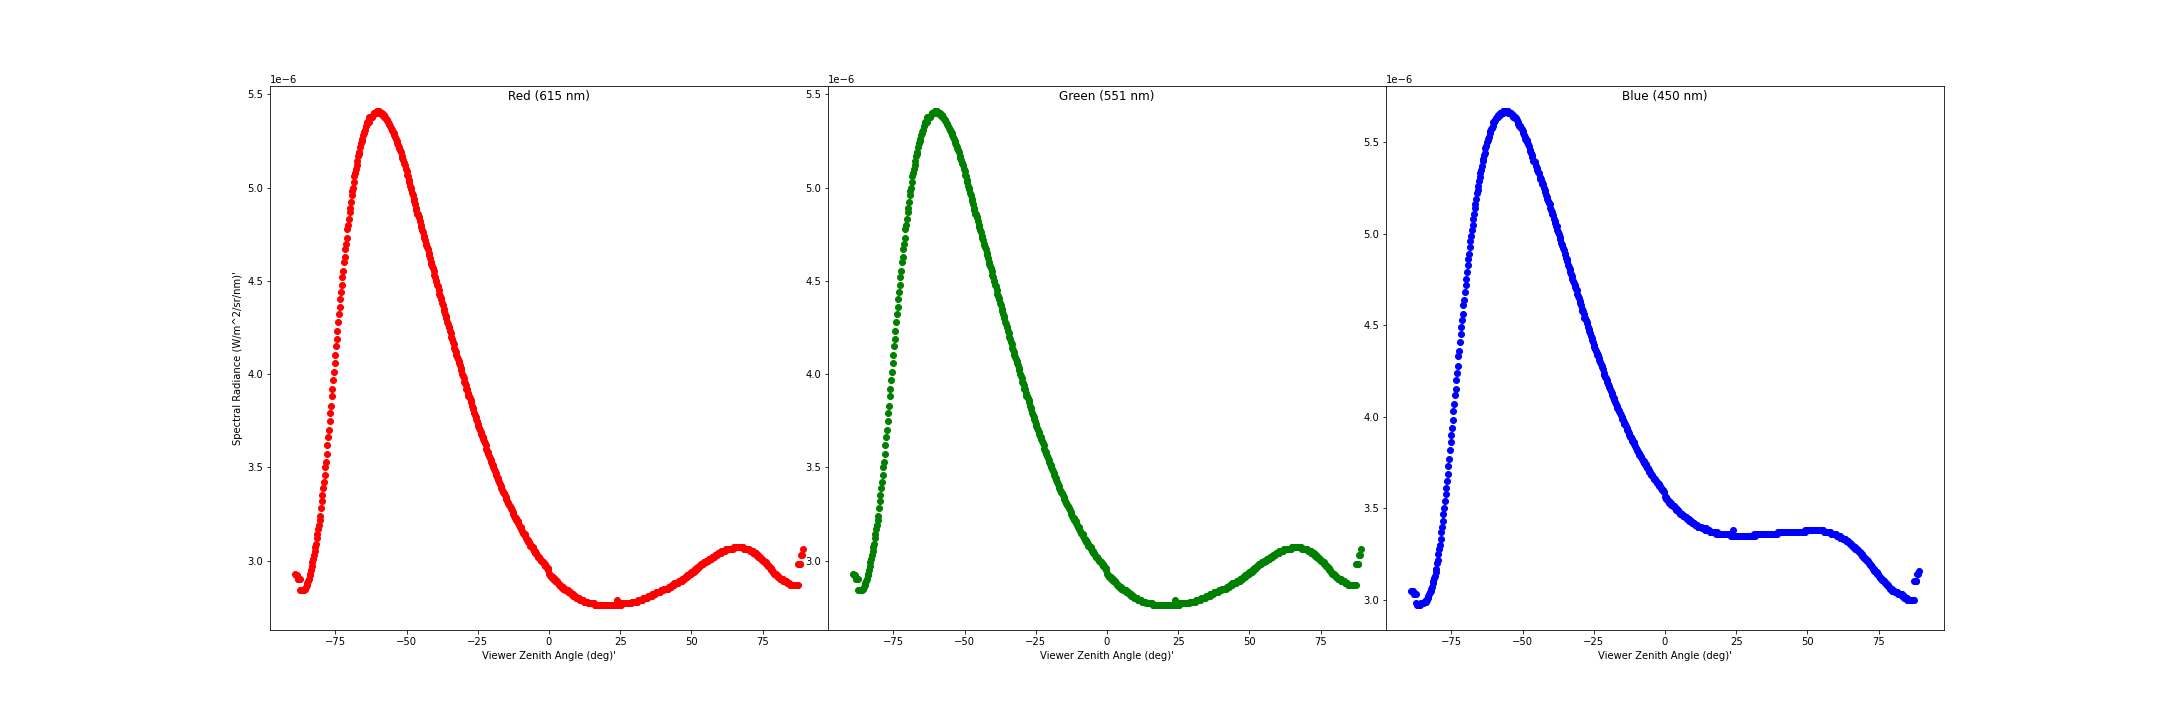 1e−6
1e−6
1e−6
Red (615 nm)
Green (551 nm)
Blue (450 nm)
Spectral Radiance (W/m^2/sr/nm)'
5.5
5.0
4.5
4.0
3.5
3.0
5.5
5.0
4.5
4.0
3.5
3.0
5.5
5.0
4.5
4.0
3.5
3.0
−75 −50 −25 0 25 50 75
−75 −50 −25 0 25 50 75
−75 −50 −25 0 25 50 75
Viewer Zenith Angle (deg)'
Viewer Zenith Angle (deg)'
Viewer Zenith Angle (deg)'